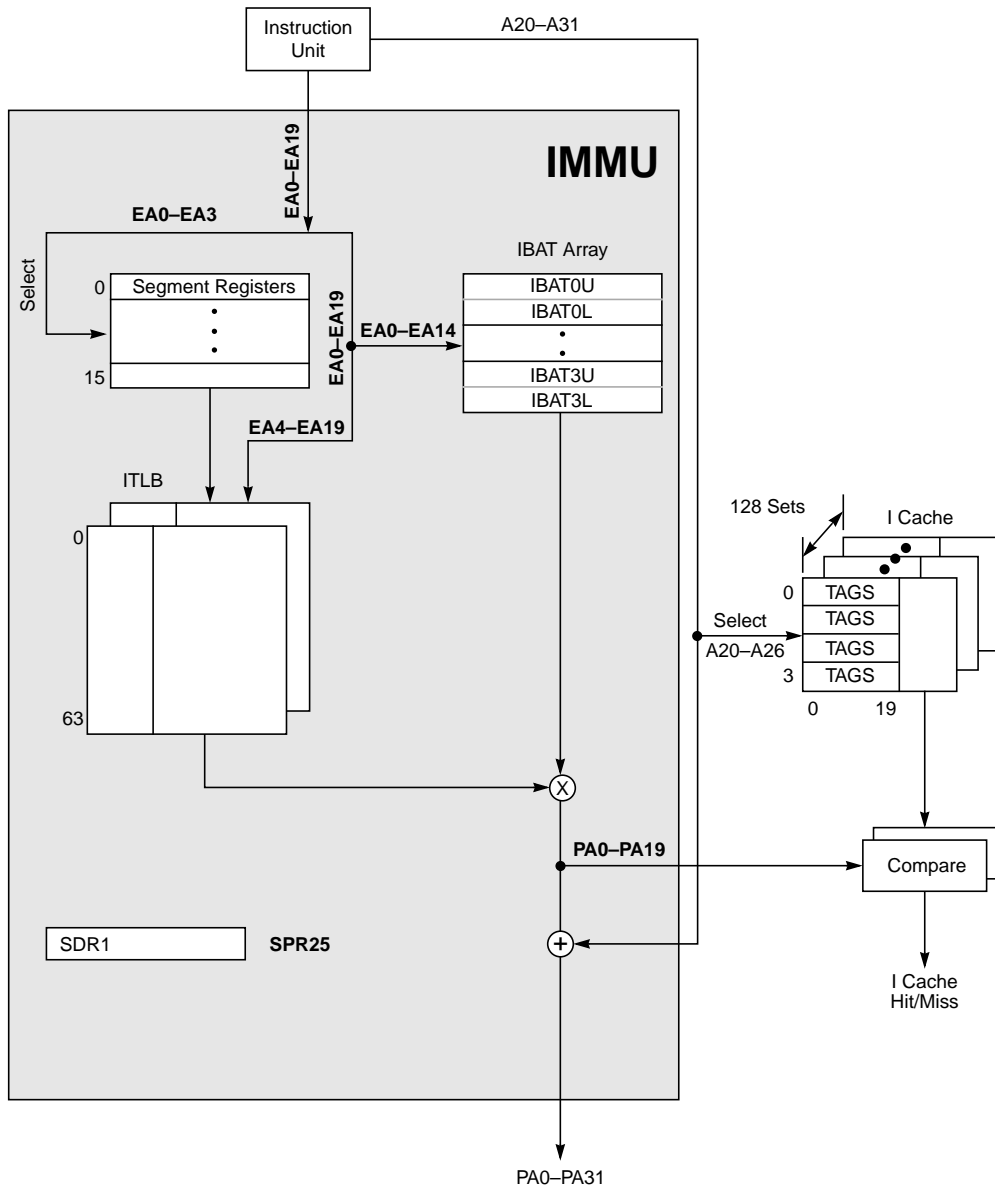 Instruction
Unit
A20–A31
IMMU
EA0–EA19
EA0–EA3
Select
IBAT Array
0
Segment Registers
15
EA0–EA19
EA0–EA14
IBAT0U
IBAT0L
IBAT3U
IBAT3L
EA4–EA19
ITLB
0
63
128 Sets
I Cache
0
TAGS
TAGS
TAGS
3
TAGS
0 19
Select
A20–A26
X
PA0–PA19
Compare
SDR1
SPR25
+
I Cache
Hit/Miss
PA0–PA31